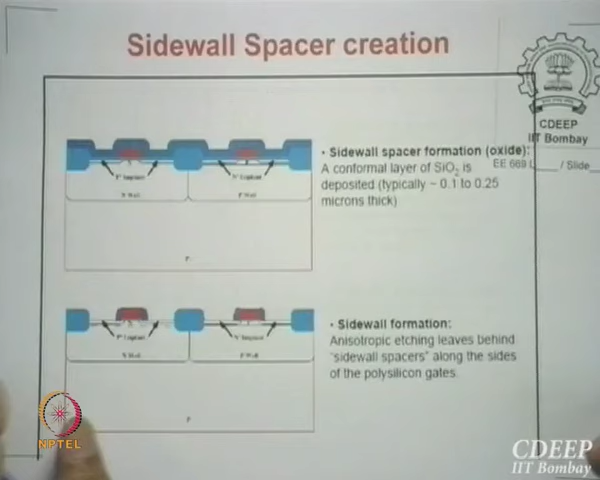 Sidewall Spacer creation
CDEEP
IIT Bombay
EE 669 L____ / Slide____
• Sidewall spacer formation (oxide):
A conformal layer of SiO2 is
deposited (typically ~ 0.1 to 0.25
microns thick)
P
• Sidewall formation:
Anisotropic etching leaves behind
"sidewall spacers" along the sides
of the polysilicon gates.
P
NPTEL
CDEEP
IIT Bombay